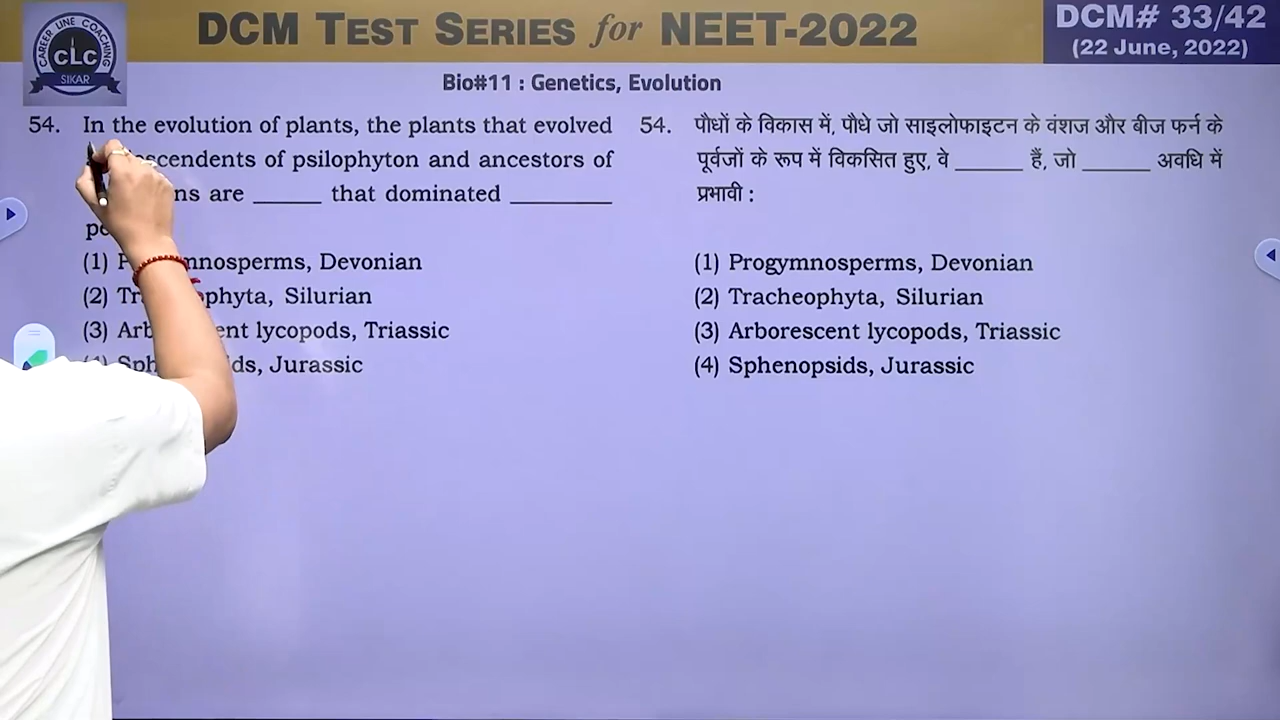 DCM TEST SERIES for NEET-2022
DCM# 33/42
(22 June, 2022)
CAREER LINE COACHING
CLC
SIKAR
Bio#11 : Genetics, Evolution
54. In the evolution of plants, the plants that evolved
of psilophyton and ancestors of
are _____ that dominated ________
(1) Devonian
(2) Silurian
(3) lycopods, Triassic
Jurassic
54. पौधों के विकास में, पौधे जो साइलोफाइटन के वंशज और बीज फर्न के
पूर्वजों के रूप में विकसित हुए, वे ______ हैं, जो ______ अवधि में
प्रभावी :
(1) Progymnosperms, Devonian
(2) Tracheophyta, Silurian
(3) Arborescent lycopods, Triassic
(4) Sphenopsids, Jurassic